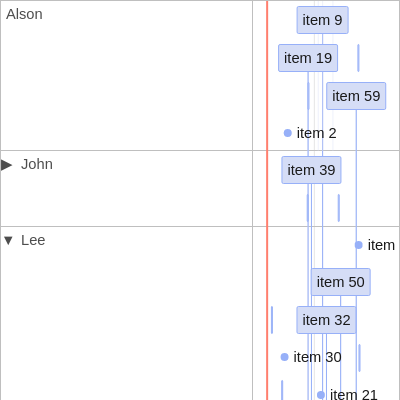 Alson
item 9
item 19
item 59
item 2
▶ John
item 39
▼ Lee
item
item 50
item 32
item 30
item 21